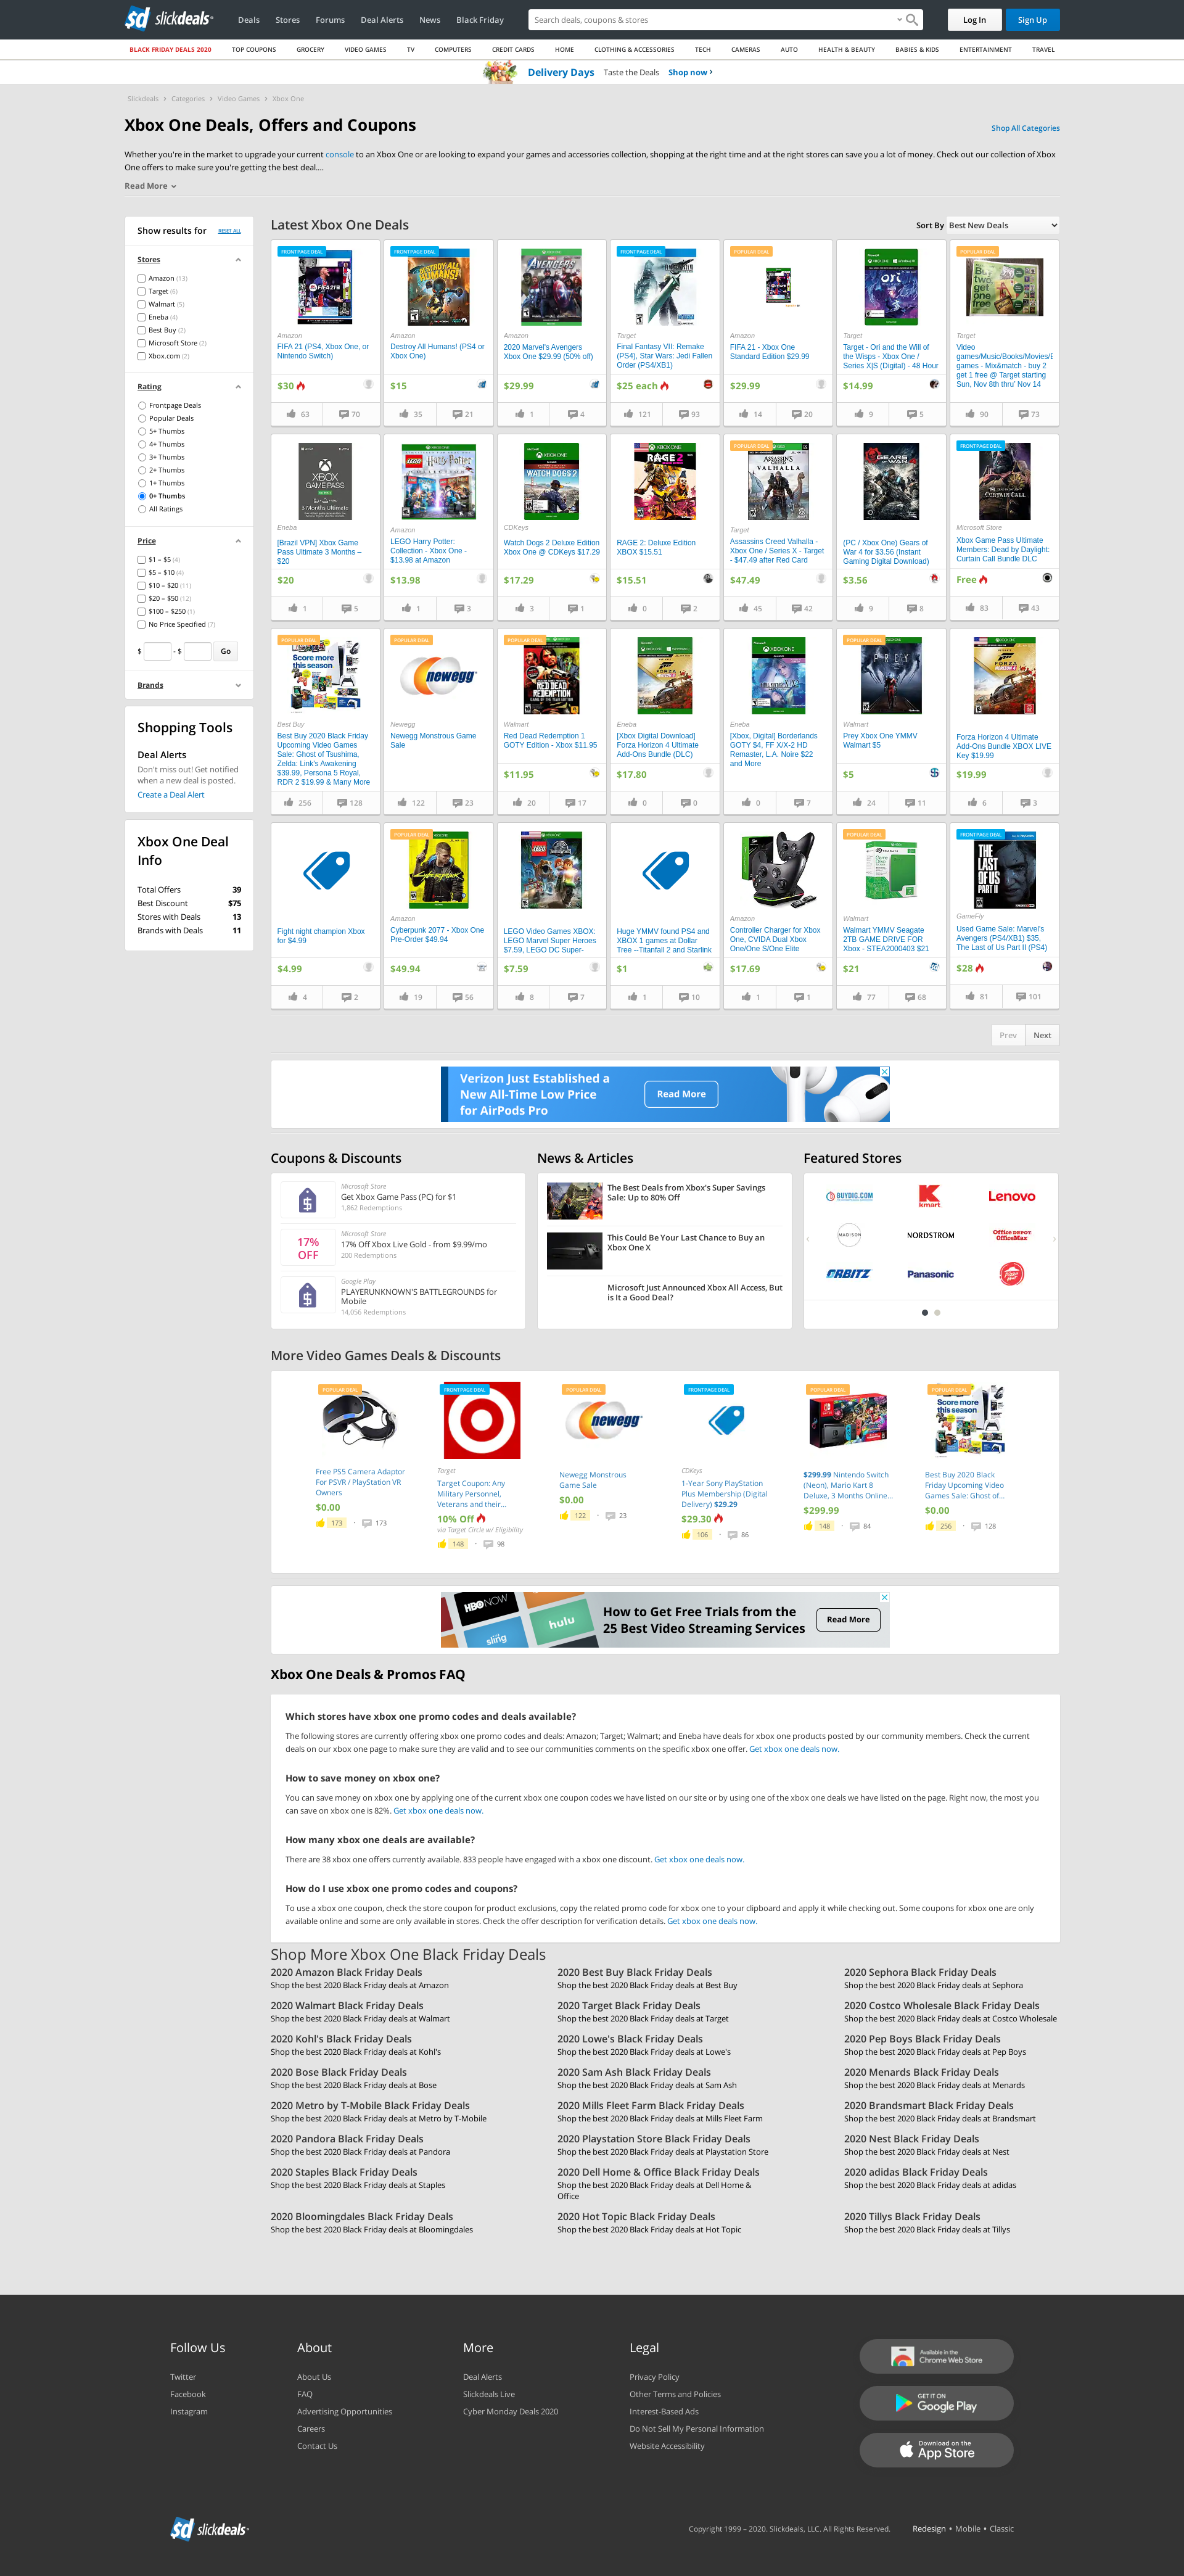 slickdeals
Deals Stores Forums Deal Alerts News Black Friday
Search deals, coupons & stores
Log In
Sign Up
BLACK FRIDAY DEALS 2020 TOP COUPONS GROCERY VIDEO GAMES TV COMPUTERS CREDIT CARDS HOME CLOTHING & ACCESSORIES TECH CAMERAS AUTO HEALTH & BEAUTY BABIES & KIDS ENTERTAINMENT TRAVEL
Delivery Days Taste the Deals Shop now ›
Slickdeals › Categories › Video Games › Xbox One
Xbox One Deals, Offers and Coupons
Shop All Categories
Whether you're in the market to upgrade your current console to an Xbox One or are looking to expand your games and accessories collection, shopping at the right time and at the right stores can save you a lot of money. Check out our collection of Xbox
One offers to make sure you're getting the best deal....
Read More
Show results for RESET ALL
Stores
Amazon (13)
Target (6)
Walmart (5)
Eneba (4)
Best Buy (2)
Microsoft Store (2)
Xbox.com (2)
Rating
Frontpage Deals
Popular Deals
5+ Thumbs
4+ Thumbs
3+ Thumbs
2+ Thumbs
1+ Thumbs
0+ Thumbs
All Ratings
Price
$1 – $5 (4)
$5 – $10 (4)
$10 – $20 (11)
$20 – $50 (12)
$100 – $250 (1)
No Price Specified (7)
$ - $ Go
Brands
Shopping Tools
Deal Alerts
Don't miss out! Get notified
when a new deal is posted.
Create a Deal Alert
Xbox One Deal
Info
Total Offers 39
Best Discount $75
Stores with Deals 13
Brands with Deals 11
Latest Xbox One Deals
Sort By Best New Deals
FRONTPAGE DEAL
Amazon
FIFA 21 (PS4, Xbox One, or
Nintendo Switch)
$30
63 70
FRONTPAGE DEAL
Amazon
Destroy All Humans! (PS4 or
Xbox One)
$15
35 21
Amazon
2020 Marvel's Avengers
Xbox One $29.99 (50% off)
$29.99
1 4
FRONTPAGE DEAL
Target
Final Fantasy VII: Remake
(PS4), Star Wars: Jedi Fallen
Order (PS4/XB1)
$25 each
121 93
POPULAR DEAL
Amazon
FIFA 21 - Xbox One
Standard Edition $29.99
$29.99
14 20
Target
Target - Ori and the Will of
the Wisps - Xbox One /
Series X|S (Digital) - 48 Hour
$14.99
9 5
POPULAR DEAL
Target
Video
games/Music/Books/Movies/E
games - Mix&match - buy 2
get 1 free @ Target starting
Sun, Nov 8th thru' Nov 14
90 73
XBOX
GAME PASS
3 Months Ultimate
Eneba
[Brazil VPN] Xbox Game
Pass Ultimate 3 Months –
$20
$20
1 5
Amazon
LEGO Harry Potter:
Collection - Xbox One -
$13.98 at Amazon
$13.98
1 3
WATCH DOGS 2
CDKeys
Watch Dogs 2 Deluxe Edition
Xbox One @ CDKeys $17.29
$17.29
3 1
RAGE 2
RAGE 2: Deluxe Edition
XBOX $15.51
$15.51
0 2
POPULAR DEAL
ASSASSIN'S
VALHALLA
Target
Assassins Creed Valhalla -
Xbox One / Series X - Target
- $47.49 after Red Card
$47.49
45 42
(PC / Xbox One) Gears of
War 4 for $3.56 (Instant
Gaming Digital Download)
$3.56
9 8
FRONTPAGE DEAL
CURTAIN CALL
Microsoft Store
Xbox Game Pass Ultimate
Members: Dead by Daylight:
Curtain Call Bundle DLC
Free
83 43
POPULAR DEAL
Score more
this season
Best Buy
Best Buy 2020 Black Friday
Upcoming Video Games
Sale: Ghost of Tsushima,
Zelda: Link's Awakening
$39.99, Persona 5 Royal,
RDR 2 $19.99 & Many More
256 128
POPULAR DEAL
newegg
Newegg
Newegg Monstrous Game
Sale
122 23
POPULAR DEAL
RED DEAD
REDEMPTION
Walmart
Red Dead Redemption 1
GOTY Edition - Xbox $11.95
$11.95
20 17
FORZA
Eneba
[Xbox Digital Download]
Forza Horizon 4 Ultimate
Add-Ons Bundle (DLC)
$17.80
0 0
Eneba
[Xbox, Digital] Borderlands
GOTY $4, FF X/X-2 HD
Remaster, L.A. Noire $22
and More
0 7
POPULAR DEAL
PREY
Walmart
Prey Xbox One YMMV
Walmart $5
$5
24 11
FORZA
Forza Horizon 4 Ultimate
Add-Ons Bundle XBOX LIVE
Key $19.99
$19.99
6 3
Fight night champion Xbox
for $4.99
$4.99
4 2
POPULAR DEAL
Cyberpunk
Amazon
Cyberpunk 2077 - Xbox One
Pre-Order $49.94
$49.94
19 56
LEGO Video Games XBOX:
LEGO Marvel Super Heroes
$7.59, LEGO DC Super-
$7.59
8 7
Huge YMMV found PS4 and
XBOX 1 games at Dollar
Tree --Titanfall 2 and Starlink
$1
1 10
Amazon
Controller Charger for Xbox
One, CVIDA Dual Xbox
One/One S/One Elite
$17.69
1 1
POPULAR DEAL
Walmart
Walmart YMMV Seagate
2TB GAME DRIVE FOR
Xbox - STEA2000403 $21
$21
77 68
FRONTPAGE DEAL
THE
LAST
OF US
PART II
GameFly
Used Game Sale: Marvel's
Avengers (PS4/XB1) $35,
The Last of Us Part II (PS4)
$28
81 101
Prev Next
Verizon Just Established a
New All-Time Low Price
for AirPods Pro
Read More
Coupons & Discounts
Microsoft Store
Get Xbox Game Pass (PC) for $1
1,862 Redemptions
17%
OFF
Microsoft Store
17% Off Xbox Live Gold - from $9.99/mo
200 Redemptions
Google Play
PLAYERUNKNOWN'S BATTLEGROUNDS for
Mobile
14,056 Redemptions
News & Articles
The Best Deals from Xbox's Super Savings
Sale: Up to 80% Off
This Could Be Your Last Chance to Buy an
Xbox One X
Microsoft Just Announced Xbox All Access, But
is It a Good Deal?
Featured Stores
BUYDIG.COM
kmart
Lenovo
MADISON
NORDSTROM
Office DEPOT
OfficeMax
ORBITZ
Panasonic
Pizza Hut
More Video Games Deals & Discounts
POPULAR DEAL
Free PS5 Camera Adaptor
For PSVR / PlayStation VR
Owners
$0.00
173 · 173
FRONTPAGE DEAL
Target
Target Coupon: Any
Military Personnel,
Veterans and their...
10% Off
via Target Circle w/ Eligibility
148 · 98
POPULAR DEAL
newegg
Newegg Monstrous
Game Sale
$0.00
122 · 23
FRONTPAGE DEAL
CDKeys
1-Year Sony PlayStation
Plus Membership (Digital
Delivery) $29.29
$29.30
106 · 86
POPULAR DEAL
$299.99 Nintendo Switch
(Neon), Mario Kart 8
Deluxe, 3 Months Online...
$299.99
148 · 84
POPULAR DEAL
Score more
this season
Best Buy 2020 Black
Friday Upcoming Video
Games Sale: Ghost of...
$0.00
256 · 128
HBO NOW
hulu
sling
How to Get Free Trials from the
25 Best Video Streaming Services
Read More
Xbox One Deals & Promos FAQ
Which stores have xbox one promo codes and deals available?
The following stores are currently offering xbox one promo codes and deals: Amazon; Target; Walmart; and Eneba have deals for xbox one products posted by our community members. Check the current
deals on our xbox one page to make sure they are valid and to see our communities comments on the specific xbox one offer. Get xbox one deals now.
How to save money on xbox one?
You can save money on xbox one by applying one of the current xbox one coupon codes we have listed on our site or by using one of the xbox one deals we have listed on the page. Right now, the most you
can save on xbox one is 82%. Get xbox one deals now.
How many xbox one deals are available?
There are 38 xbox one offers currently available. 833 people have engaged with a xbox one discount. Get xbox one deals now.
How do I use xbox one promo codes and coupons?
To use a xbox one coupon, check the store coupon for product exclusions, copy the related promo code for xbox one to your clipboard and apply it while checking out. Some coupons for xbox one are only
available online and some are only available in stores. Check the offer description for verification details. Get xbox one deals now.
Shop More Xbox One Black Friday Deals
2020 Amazon Black Friday Deals
Shop the best 2020 Black Friday deals at Amazon
2020 Best Buy Black Friday Deals
Shop the best 2020 Black Friday deals at Best Buy
2020 Sephora Black Friday Deals
Shop the best 2020 Black Friday deals at Sephora
2020 Walmart Black Friday Deals
Shop the best 2020 Black Friday deals at Walmart
2020 Target Black Friday Deals
Shop the best 2020 Black Friday deals at Target
2020 Costco Wholesale Black Friday Deals
Shop the best 2020 Black Friday deals at Costco Wholesale
2020 Kohl's Black Friday Deals
Shop the best 2020 Black Friday deals at Kohl's
2020 Lowe's Black Friday Deals
Shop the best 2020 Black Friday deals at Lowe's
2020 Pep Boys Black Friday Deals
Shop the best 2020 Black Friday deals at Pep Boys
2020 Bose Black Friday Deals
Shop the best 2020 Black Friday deals at Bose
2020 Sam Ash Black Friday Deals
Shop the best 2020 Black Friday deals at Sam Ash
2020 Menards Black Friday Deals
Shop the best 2020 Black Friday deals at Menards
2020 Metro by T-Mobile Black Friday Deals
Shop the best 2020 Black Friday deals at Metro by T-Mobile
2020 Mills Fleet Farm Black Friday Deals
Shop the best 2020 Black Friday deals at Mills Fleet Farm
2020 Brandsmart Black Friday Deals
Shop the best 2020 Black Friday deals at Brandsmart
2020 Pandora Black Friday Deals
Shop the best 2020 Black Friday deals at Pandora
2020 Playstation Store Black Friday Deals
Shop the best 2020 Black Friday deals at Playstation Store
2020 Nest Black Friday Deals
Shop the best 2020 Black Friday deals at Nest
2020 Staples Black Friday Deals
Shop the best 2020 Black Friday deals at Staples
2020 Dell Home & Office Black Friday Deals
Shop the best 2020 Black Friday deals at Dell Home &
Office
2020 adidas Black Friday Deals
Shop the best 2020 Black Friday deals at adidas
2020 Bloomingdales Black Friday Deals
Shop the best 2020 Black Friday deals at Bloomingdales
2020 Hot Topic Black Friday Deals
Shop the best 2020 Black Friday deals at Hot Topic
2020 Tillys Black Friday Deals
Shop the best 2020 Black Friday deals at Tillys
Follow Us
Twitter
Facebook
Instagram
About
About Us
FAQ
Advertising Opportunities
Careers
Contact Us
More
Deal Alerts
Slickdeals Live
Cyber Monday Deals 2020
Legal
Privacy Policy
Other Terms and Policies
Interest-Based Ads
Do Not Sell My Personal Information
Website Accessibility
Available in the
Chrome Web Store
GET IT ON
Google Play
Download on the
App Store
slickdeals
Copyright 1999 – 2020. Slickdeals, LLC. All Rights Reserved.
Redesign • Mobile • Classic